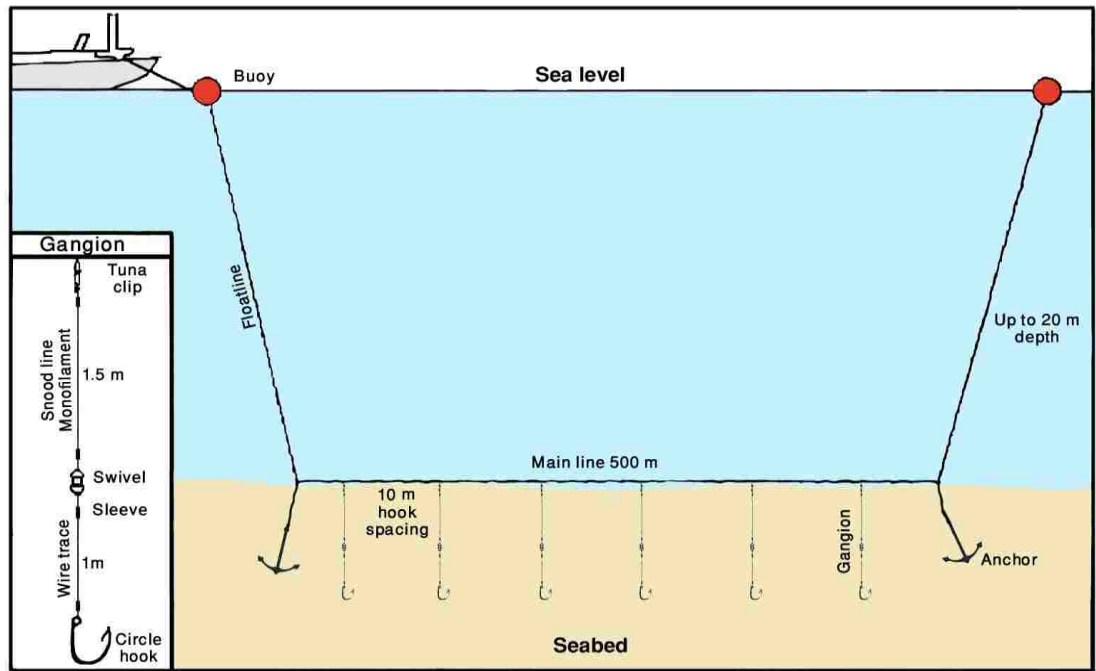 Buoy
Sea level
Floatline
Up to 20 m
depth
Gangion
Tuna
clip
Snood line
Monofilament
1.5 m
Swivel
Sleeve
Wire trace
1m
Circle
hook
Main line 500 m
10 m
hook
spacing
Gangion
Anchor
Seabed